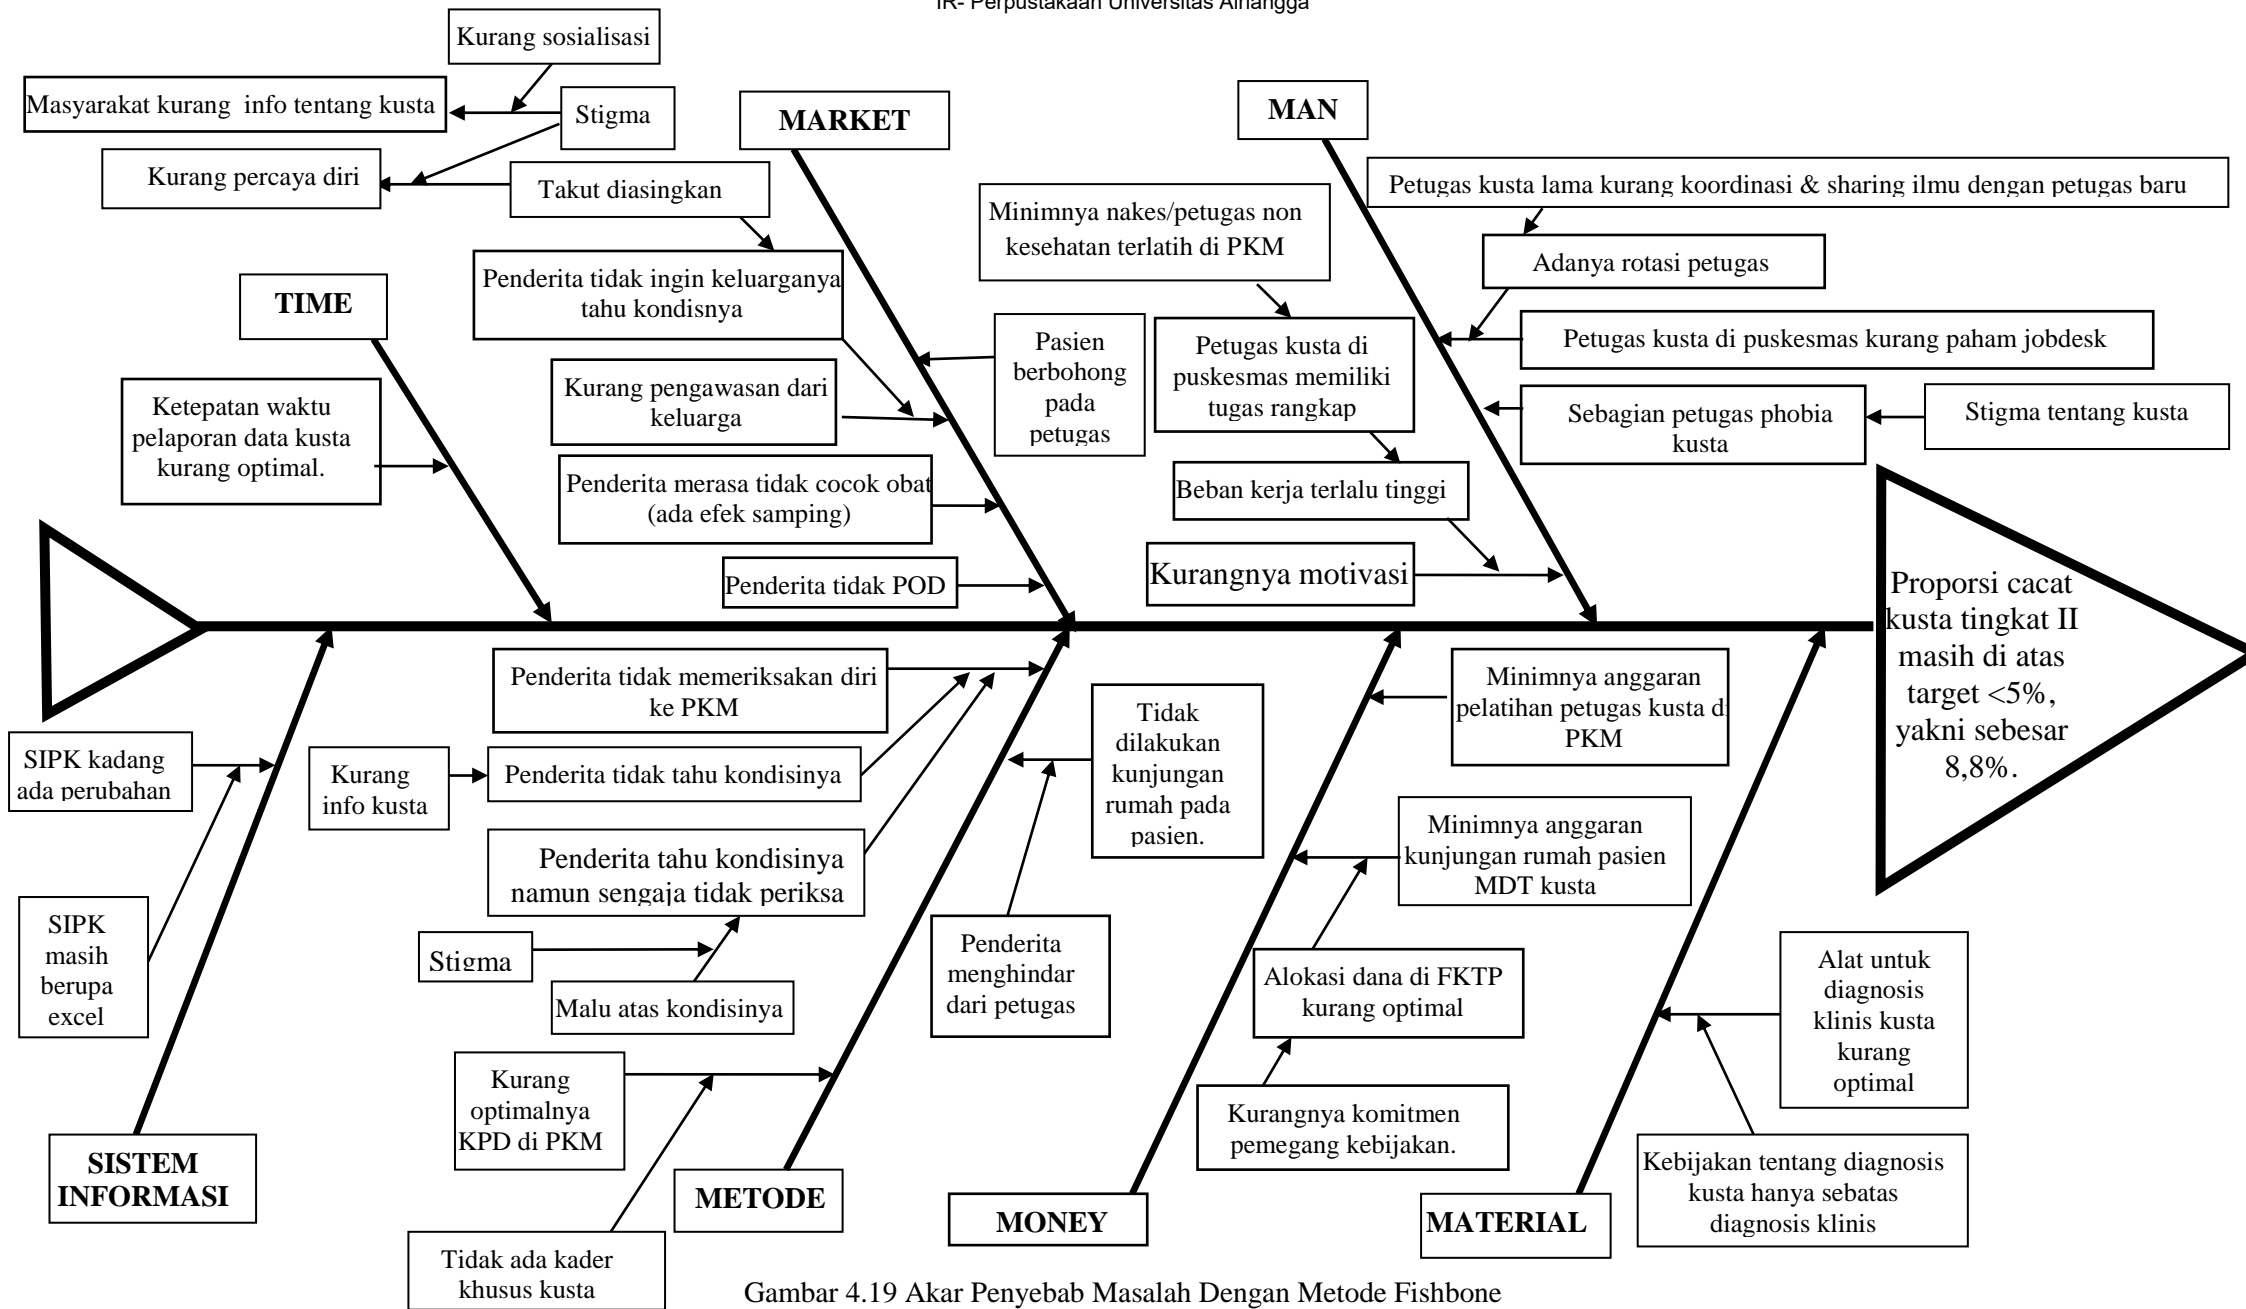 IR- Perpustakaan Universitas Airlangga
Kurang sosialisasi
Masyarakat kurang info tentang kusta
Stigma
Kurang percaya diri
Takut diasingkan
MARKET
MAN
Petugas kusta lama kurang koordinasi & sharing ilmu dengan petugas baru
Minimnya nakes/petugas non
kesehatan terlatih di PKM
Adanya rotasi petugas
Penderita tidak ingin keluarganya
tahu kondisnya
TIME
Pasien
berbohong
pada
petugas
Petugas kusta di
puskesmas memiliki
tugas rangkap
Petugas kusta di puskesmas kurang paham jobdesk
Ketepatan waktu
pelaporan data kusta
kurang optimal.
Kurang pengawasan dari
keluarga
Sebagian petugas phobia
kusta
Stigma tentang kusta
Penderita merasa tidak cocok obat
(ada efek samping)
Beban kerja terlalu tinggi
Penderita tidak POD
Kurangnya motivasi
Proporsi cacat
kusta tingkat II
masih di atas
target <5%,
yakni sebesar
8,8%.
Penderita tidak memeriksakan diri
ke PKM
Minimnya anggaran
pelatihan petugas kusta di
PKM
Tidak
dilakukan
kunjungan
rumah pada
pasien.
SIPK kadang
ada perubahan
Kurang
info kusta
Penderita tidak tahu kondisinya
Minimnya anggaran
kunjungan rumah pasien
MDT kusta
Penderita tahu kondisinya
namun sengaja tidak periksa
SIPK
masih
berupa
excel
Stigma
Malu atas kondisinya
Penderita
menghindar
dari petugas
Alokasi dana di FKTP
kurang optimal
Alat untuk
diagnosis
klinis kusta
kurang
optimal
Kurang
optimalnya
KPD di PKM
Kurangnya komitmen
pemegang kebijakan.
SISTEM
INFORMASI
METODE
MONEY
MATERIAL
Kebijakan tentang diagnosis
kusta hanya sebatas
diagnosis klinis
Tidak ada kader
khusus kusta
Gambar 4.19 Akar Penyebab Masalah Dengan Metode Fishbone